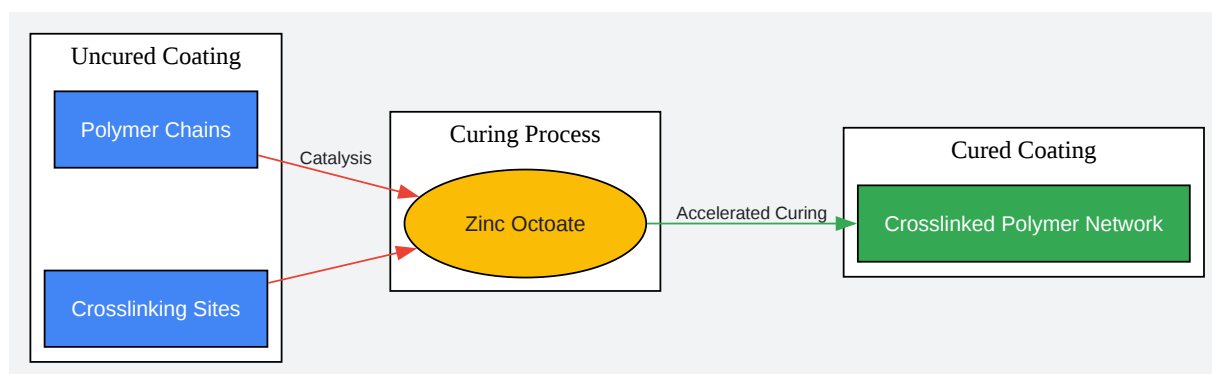 Uncured Coating
Polymer Chains
Crosslinking Sites
Catalysis
Curing Process
Zinc Octoate
Accelerated Curing
Cured Coating
Crosslinked Polymer Network